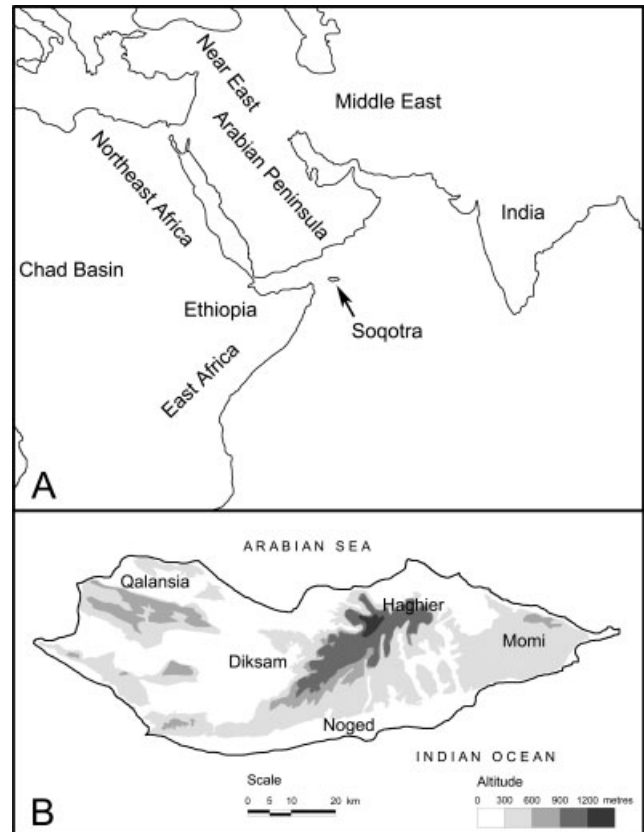 Near East
Middle East
Arabian Peninsula
Northeast Africa
India
Chad Basin
Ethiopia
Soqotra
East Africa
A
ARABIAN SEA
Qalansia
Haghier
Momi
Diksam
Noged
INDIAN OCEAN
Scale
0 5 10 20 km
Altitude
0 300 600 900 1200 metres
B